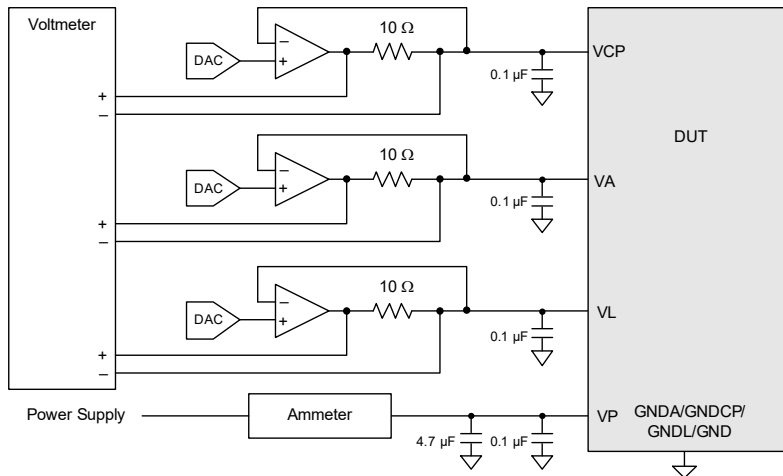 Voltmeter
10 Ω
DAC
−
+
0.1 µF
VCP
+
−
DUT
10 Ω
DAC
−
+
0.1 µF
VA
+
−
10 Ω
DAC
−
+
0.1 µF
VL
+
−
Power Supply
Ammeter
4.7 µF
0.1 µF
VP
GNDA/GNDCP/
GNDL/GND